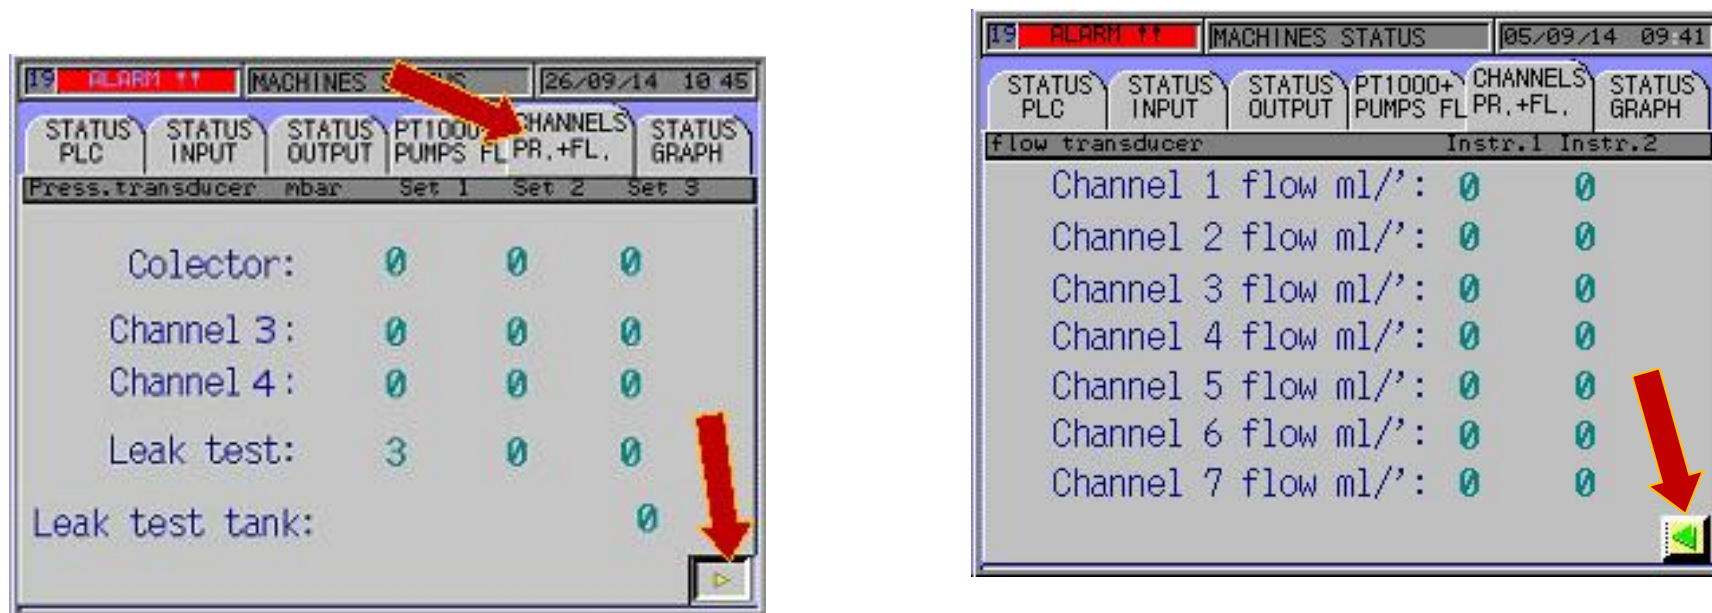 19 ALARM !! MACHINES STATUS 26/09/14 10 45
STATUS PLC STATUS INPUT STATUS OUTPUT PT1000+ PUMPS FL CHANNELS PR.+FL. STATUS GRAPH
Press.transducer mbar Set 1 Set 2 Set 3
Colector: 0 0 0
Channel 3: 0 0 0
Channel 4: 0 0 0
Leak test: 3 0 0
Leak test tank: 0
19 ALARM !! MACHINES STATUS 05/09/14 09:41
STATUS PLC STATUS INPUT STATUS OUTPUT PT1000+ PUMPS FL CHANNELS PR.+FL. STATUS GRAPH
flow transducer Instr.1 Instr.2
Channel 1 flow ml/': 0 0
Channel 2 flow ml/': 0 0
Channel 3 flow ml/': 0 0
Channel 4 flow ml/': 0 0
Channel 5 flow ml/': 0 0
Channel 6 flow ml/': 0 0
Channel 7 flow ml/': 0 0